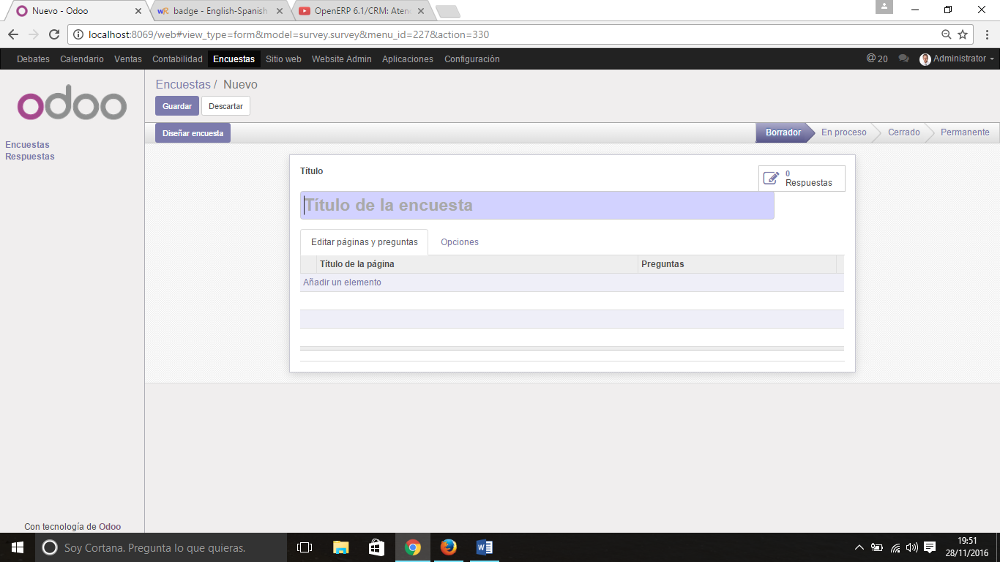 Nuevo - Odoo
badge - English-Spanish
OpenERP 6.1/CRM: Aten
localhost:8069/web#view_type=form&model=survey.survey&menu_id=227&action=330
Debates Calendario Ventas Contabilidad Encuestas Sitio web Website Admin Aplicaciones Configuración
@ 20 Administrator
odoo
Encuestas / Nuevo
Guardar Descartar
Diseñar encuesta
Borrador En proceso Cerrado Permanente
Encuestas
Respuestas
Título
0
Respuestas
Título de la encuesta
Editar páginas y preguntas Opciones
Título de la página Preguntas
Añadir un elemento
Con tecnología de Odoo
Soy Cortana. Pregunta lo que quieras.
19:51
28/11/2016